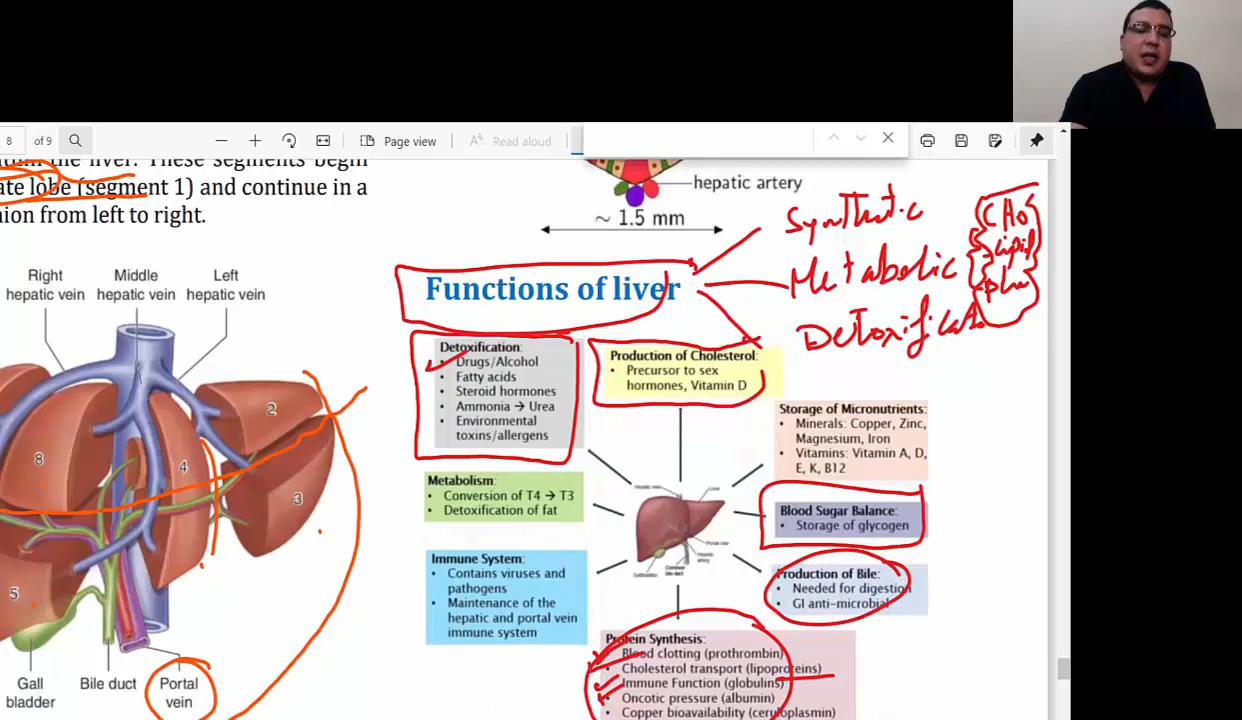 8 of 9
Page view
Read aloud
the liver. These segments begin
ate lobe (segment 1) and continue in a
ion from left to right.
hepatic artery
~ 1.5 mm
Synthetic
Metabolic
CHO
lipid
Functions of liver
Right
hepatic vein
Middle
hepatic vein
Left
hepatic vein
8
4
2
3
5
Gall
bladder
Bile duct
Portal
vein
Detoxification:
• Drugs/Alcohol
• Fatty acids
• Steroid hormones
• Ammonia → Urea
• Environmental
toxins/allergens
Production of Cholesterol:
• Precursor to sex
hormones, Vitamin D
Storage of Micronutrients:
• Minerals: Copper, Zinc,
Magnesium, Iron
• Vitamins: Vitamin A, D,
E, K, B12
Metabolism:
• Conversion of T4 → T3
• Detoxification of fat
Blood Sugar Balance:
• Storage of glycogen
Immune System:
• Contains viruses and
pathogens
• Maintenance of the
hepatic and portal vein
immune system
Production of Bile:
• Needed for digestion
• GI anti-microbial
Protein Synthesis:
• Blood clotting (prothrombin)
• Cholesterol transport (lipoproteins)
• Immune Function (globulins)
• Oncotic pressure (albumin)
• Copper bioavailability (ceruloplasmin)